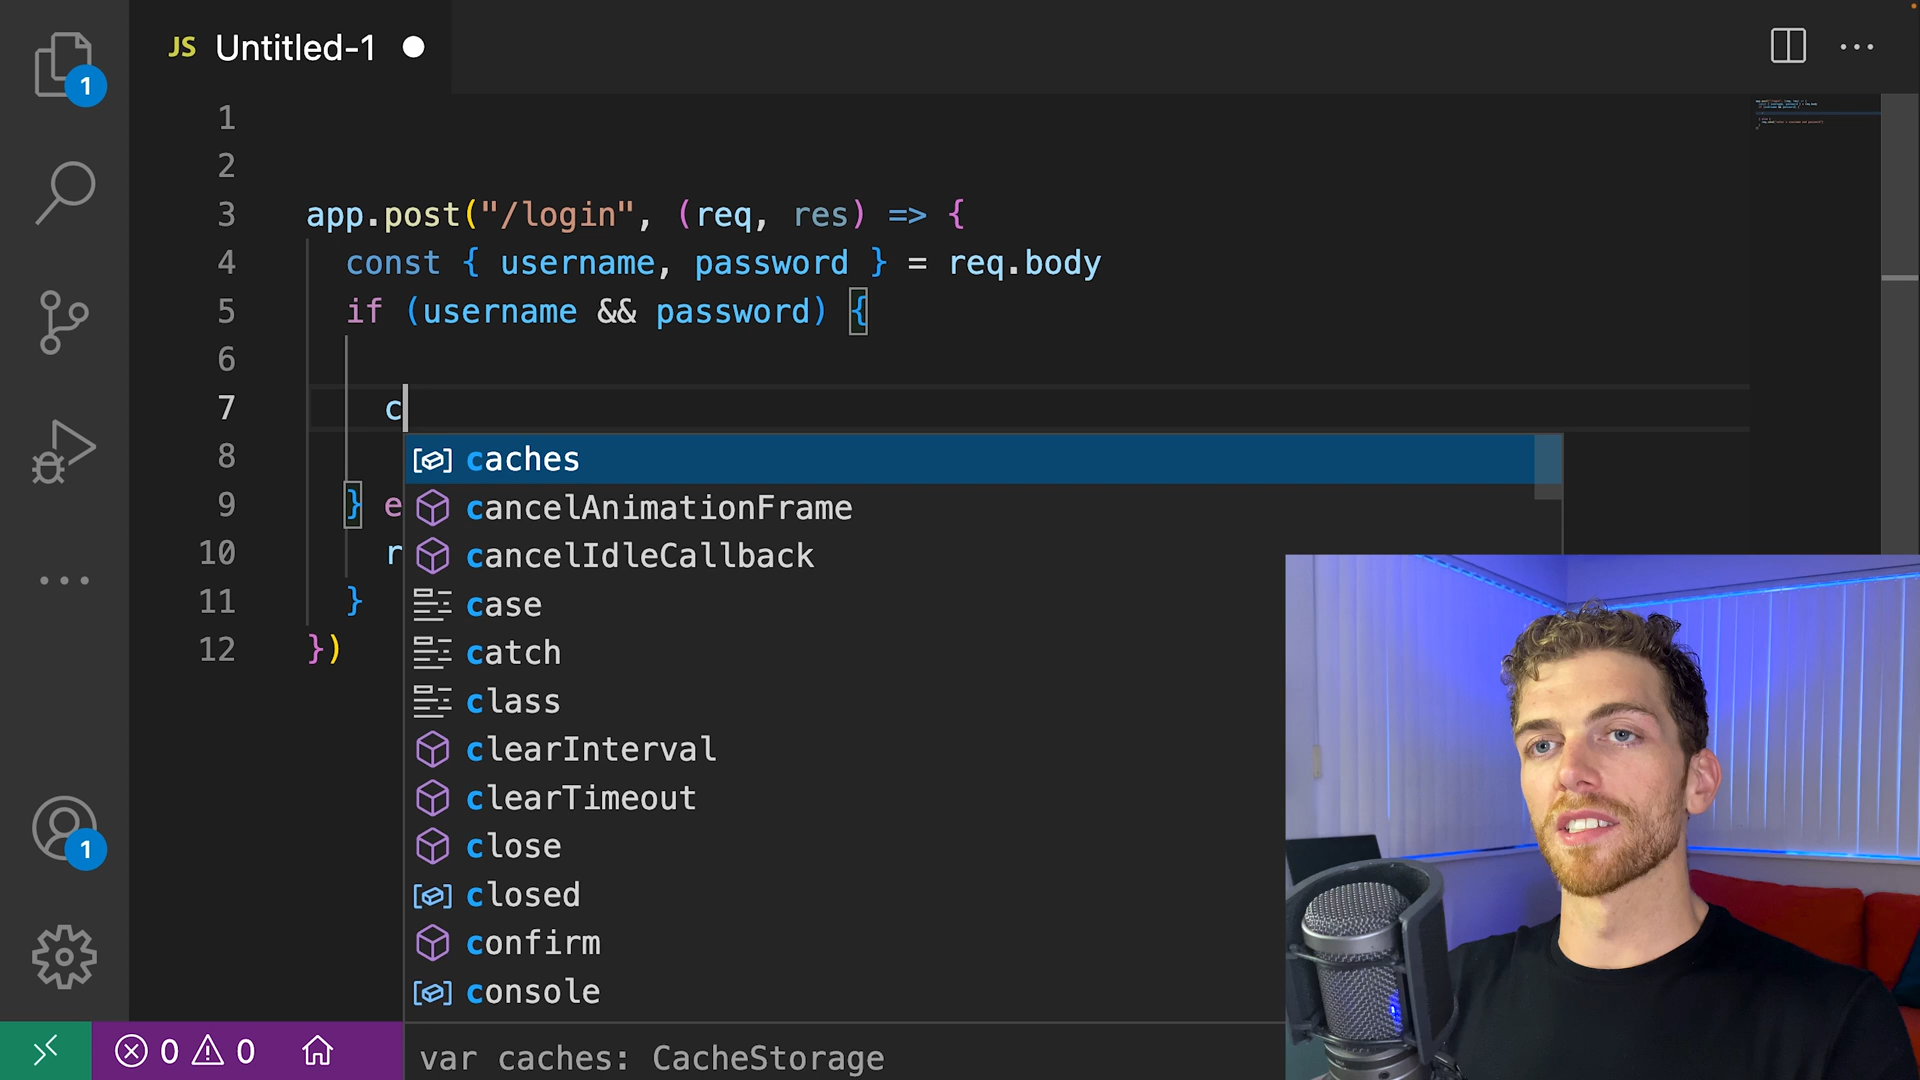 JS Untitled-1
1
1
2
3 app.post("/login", (req, res) => {
4 const { username, password } = req.body
5 if (username && password) {
6
7 c
8
9 } e
10 r
11 }
12 })
caches
cancelAnimationFrame
cancelIdleCallback
case
catch
class
clearInterval
clearTimeout
close
closed
confirm
console
var caches: CacheStorage
1
0 0